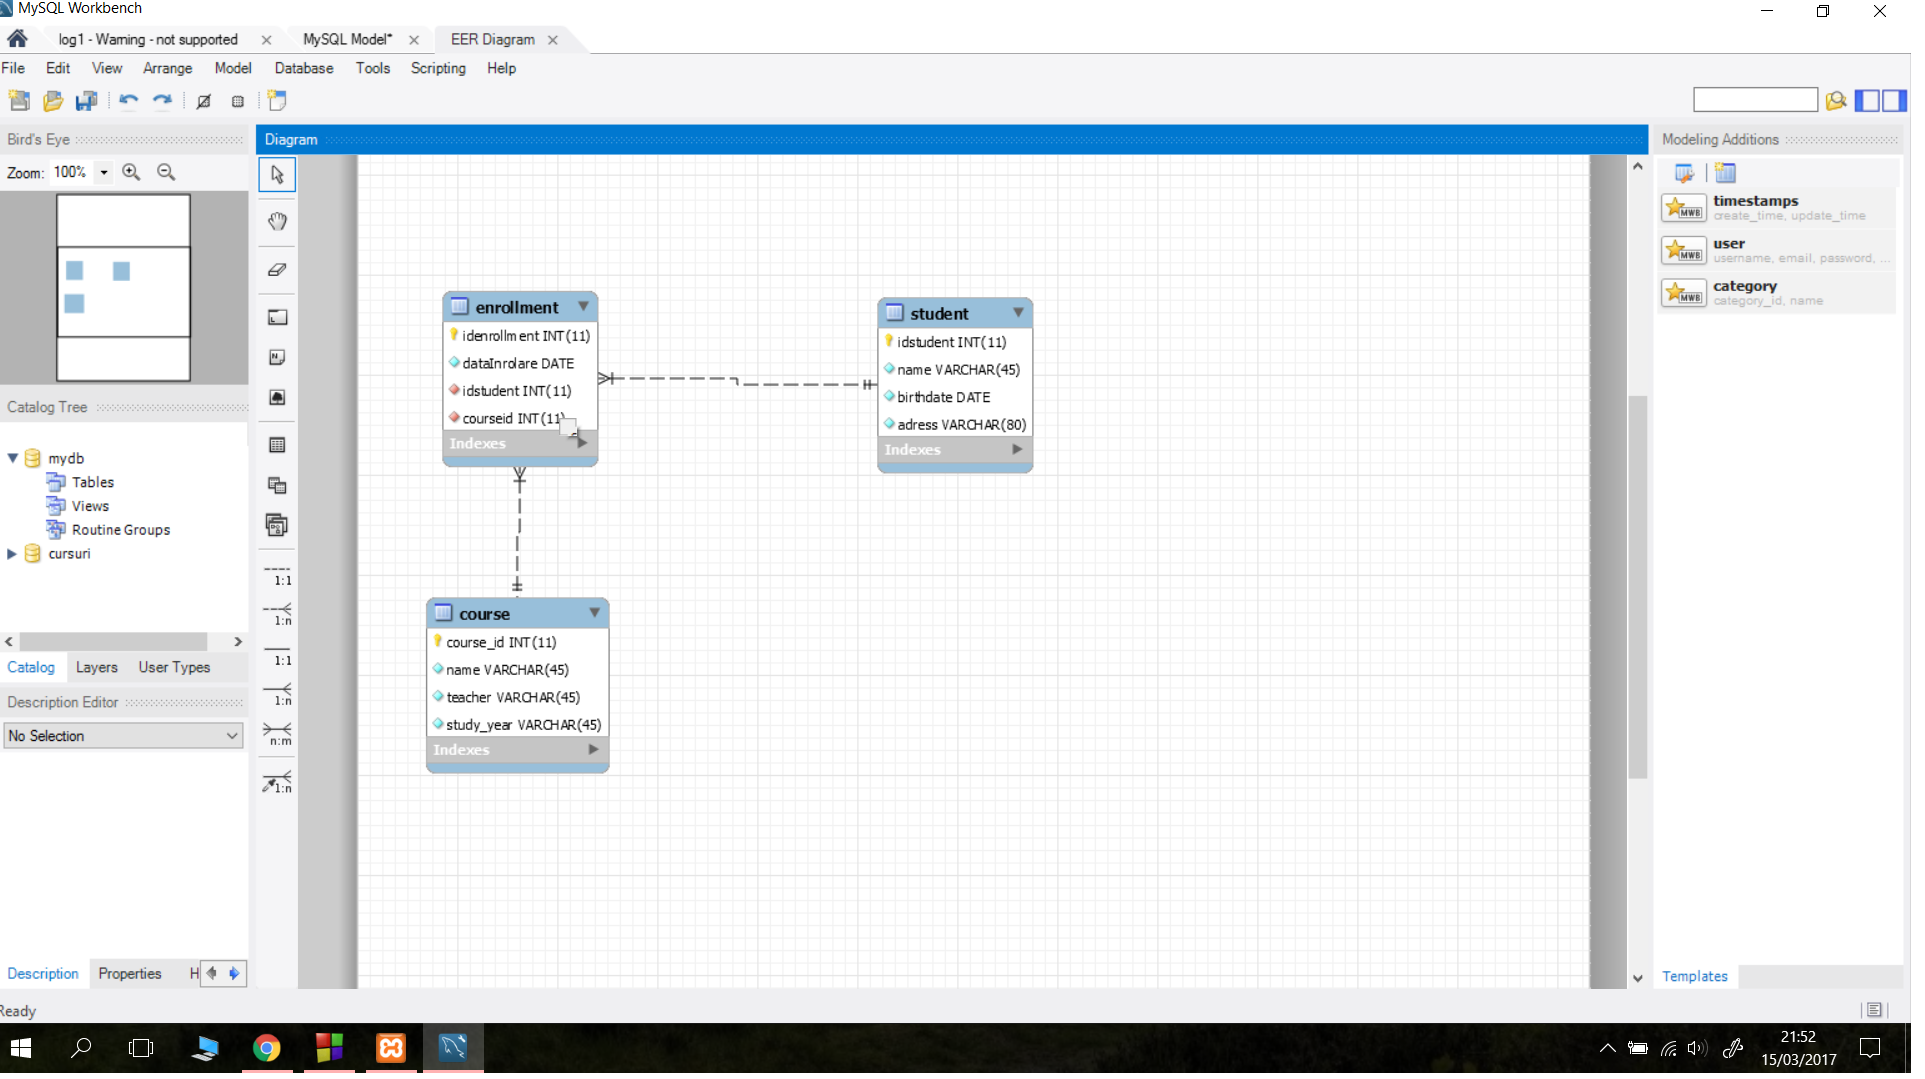 MySQL Workbench
log1 - Warning - not supported
MySQL Model*
EER Diagram
File Edit View Arrange Model Database Tools Scripting Help
Bird's Eye
Zoom: 100%
Catalog Tree
mydb
Tables
Views
Routine Groups
cursuri
Catalog Layers User Types
Description Editor
No Selection
Description Properties H
Ready
Diagram
1:1
1:n
1:1
1:n
n:m
1:n
enrollment
idenrollment INT(11)
dataInrolare DATE
idstudent INT(11)
courseid INT(11)
Indexes
student
idstudent INT(11)
name VARCHAR(45)
birthdate DATE
adress VARCHAR(80)
Indexes
course
course_id INT(11)
name VARCHAR(45)
teacher VARCHAR(45)
study_year VARCHAR(45)
Indexes
Modeling Additions
MWB
timestamps
create_time, update_time
MWB
user
username, email, password, ...
MWB
category
category_id, name
Templates
21:52
15/03/2017